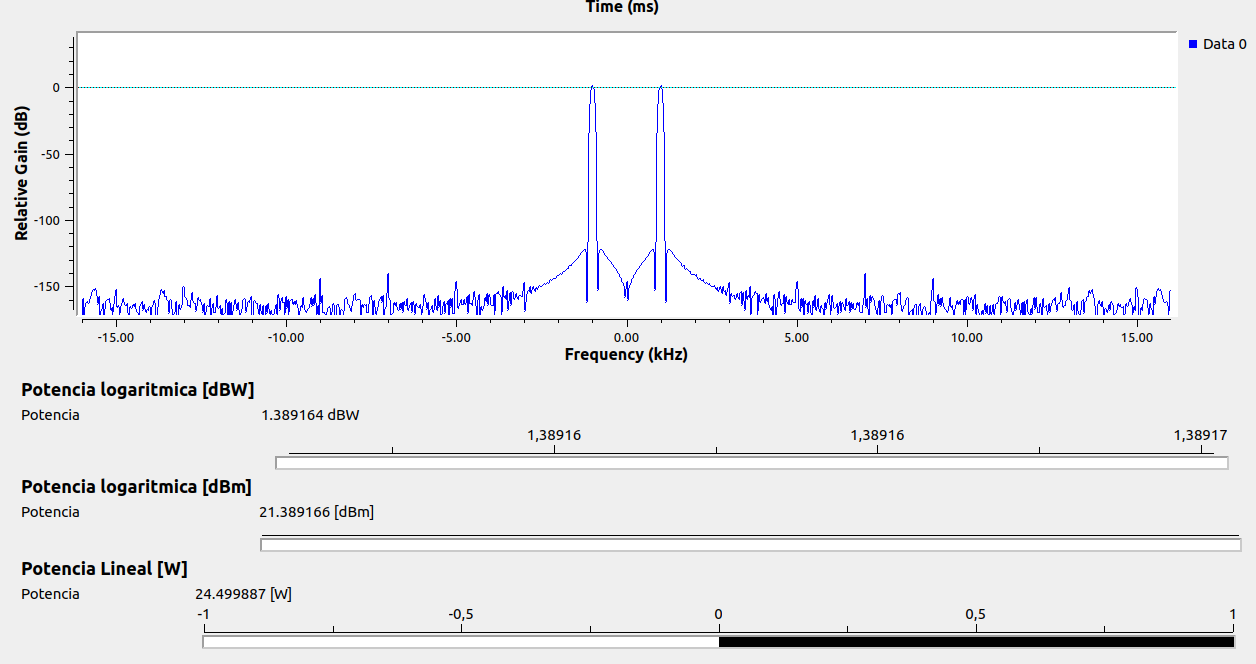 Time (ms)
Data 0
Relative Gain (dB)
0
-50
-100
-150
-15.00 -10.00 -5.00 0.00 5.00 10.00 15.00
Frequency (kHz)
Potencia logaritmica [dBW]
Potencia 1.389164 dBW
1,38916 1,38916 1,38917
Potencia logaritmica [dBm]
Potencia 21.389166 [dBm]
Potencia Lineal [W]
Potencia 24.499887 [W]
-1 -0,5 0 0,5 1